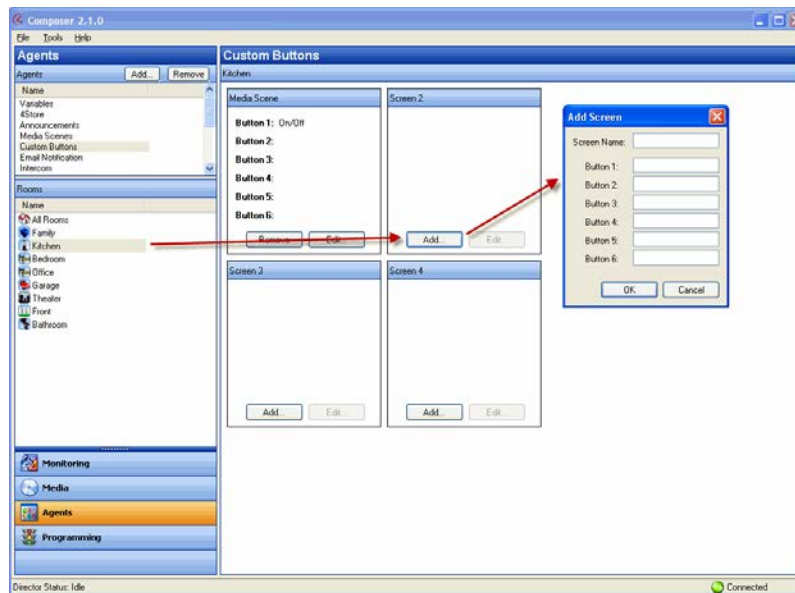 Composer 2.1.0
File Tools Help
Agents
Agents Add... Remove
Name
Variables
4Store
Announcements
Media Scenes
Custom Buttons
Email Notification
Intercom
Rooms
Name
All Rooms
Family
Kitchen
Bedroom
Office
Garage
Theater
Front
Bathroom
Monitoring
Media
Agents
Programming
Custom Buttons
Kitchen
Media Scene
Button 1: On/Off
Button 2:
Button 3:
Button 4:
Button 5:
Button 6:
Remove Edit...
Screen 2
Add... Edit...
Screen 3
Add... Edit...
Screen 4
Add... Edit...
Add Screen
Screen Name:
Button 1:
Button 2:
Button 3:
Button 4:
Button 5:
Button 6:
OK Cancel
Director Status: Idle
Connected